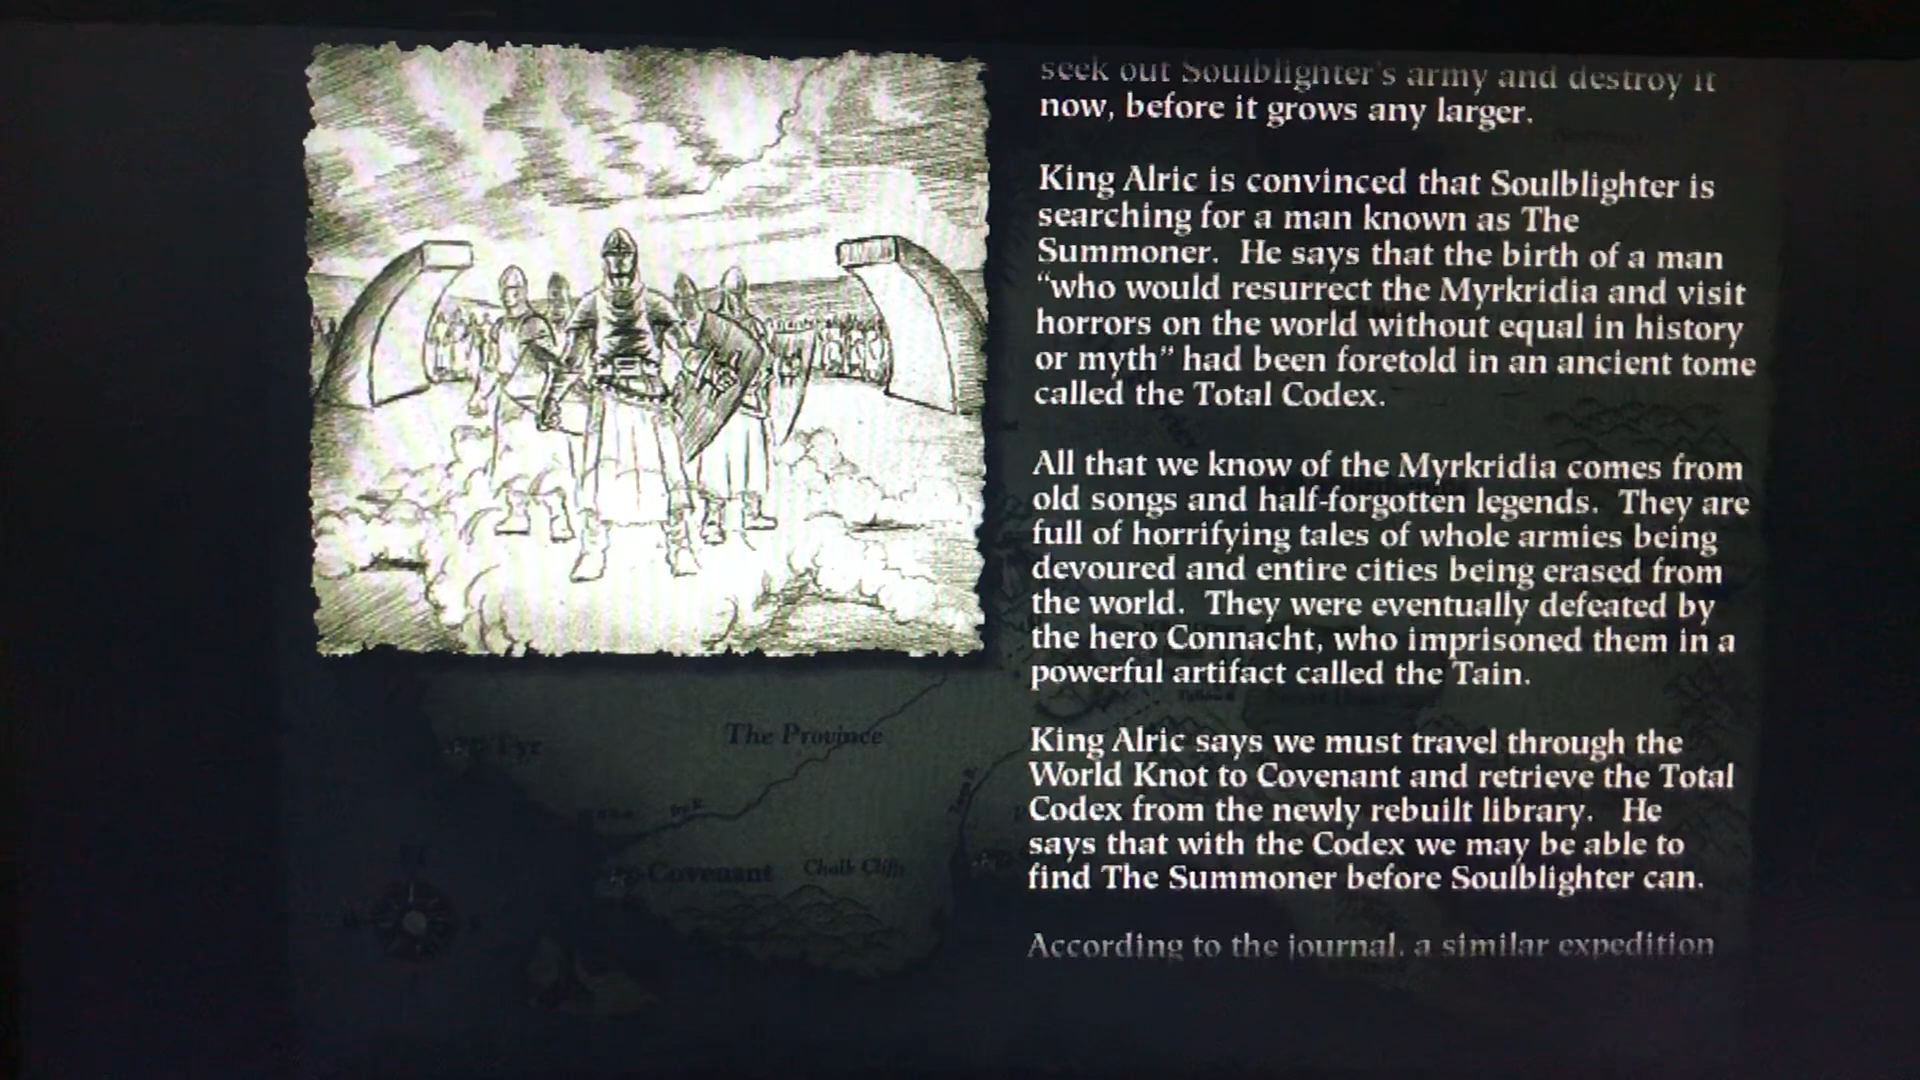 seek out Soulblighter's army and destroy it
now, before it grows any larger.
King Alric is convinced that Soulblighter is
searching for a man known as The
Summoner.  He says that the birth of a man
“who would resurrect the Myrkridia and visit
horrors on the world without equal in history
or myth” had been foretold in an ancient tome
called the Total Codex.
All that we know of the Myrkridia comes from
old songs and half-forgotten legends.  They are
full of horrifying tales of whole armies being
devoured and entire cities being erased from
the world.  They were eventually defeated by
the hero Connacht, who imprisoned them in a
powerful artifact called the Tain.
King Alric says we must travel through the
World Knot to Covenant and retrieve the Total
Codex from the newly rebuilt library.   He
says that with the Codex we may be able to
find The Summoner before Soulblighter can.
According to the journal, a similar expedition
The Province
Tyr
Covenant
Chalk Cliffs